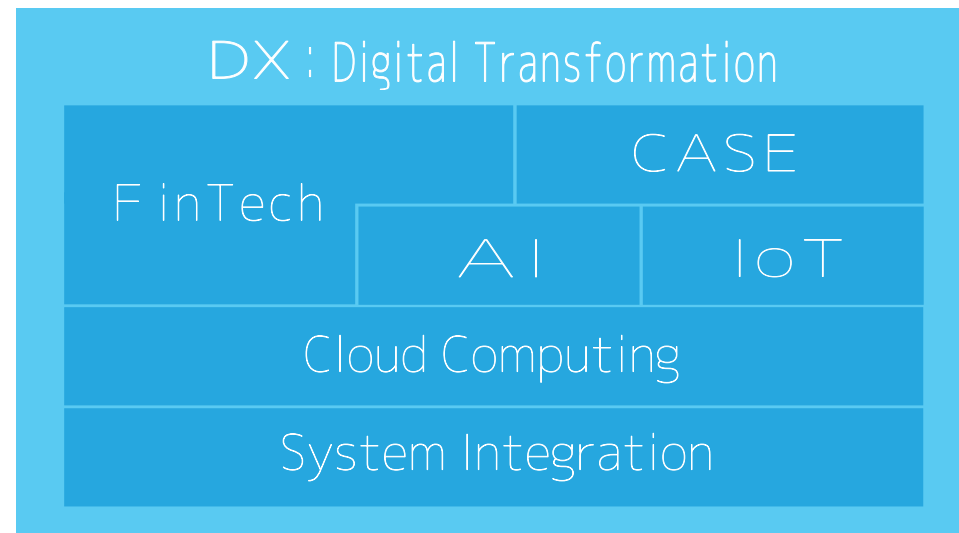 DX : Digital Transformation
CASE
FinTech
AI
IoT
Cloud Computing
System Integration